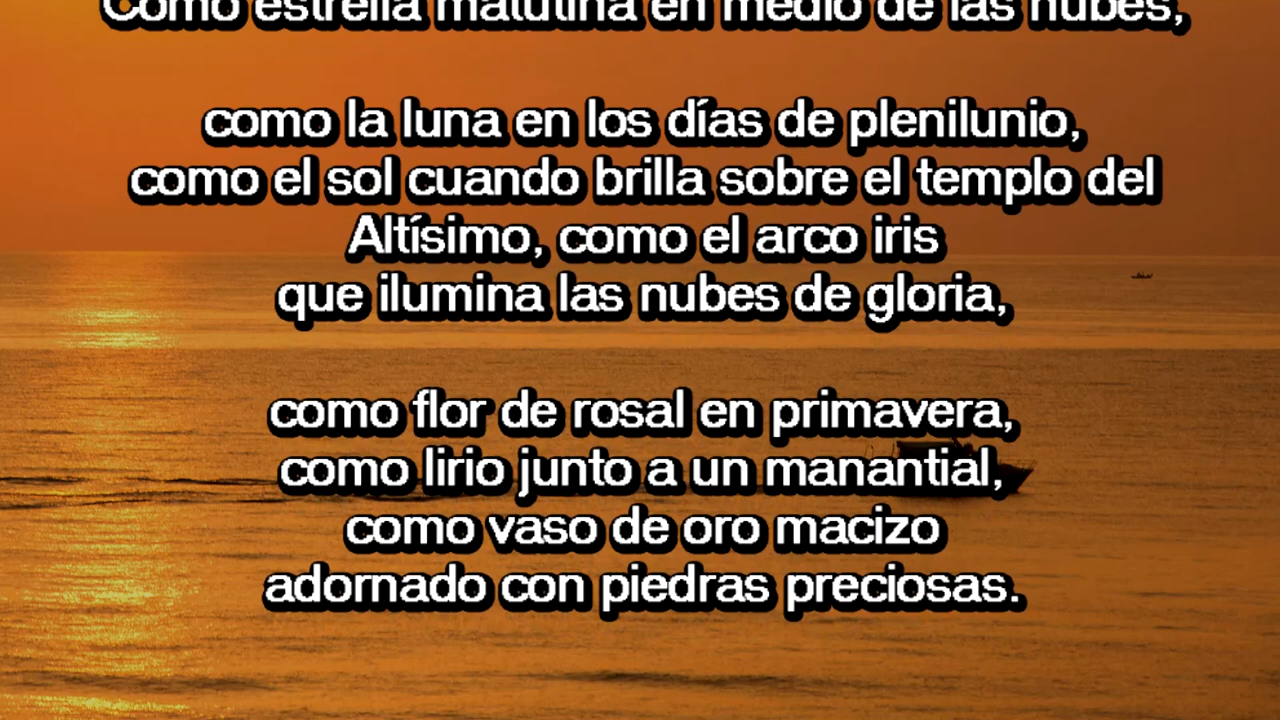 Como estrella matutina en medio de las nubes,
como la luna en los días de plenilunio,
como el sol cuando brilla sobre el templo del
Altísimo, como el arco iris
que ilumina las nubes de gloria,
como flor de rosal en primavera,
como lirio junto a un manantial,
como vaso de oro macizo
adornado con piedras preciosas.